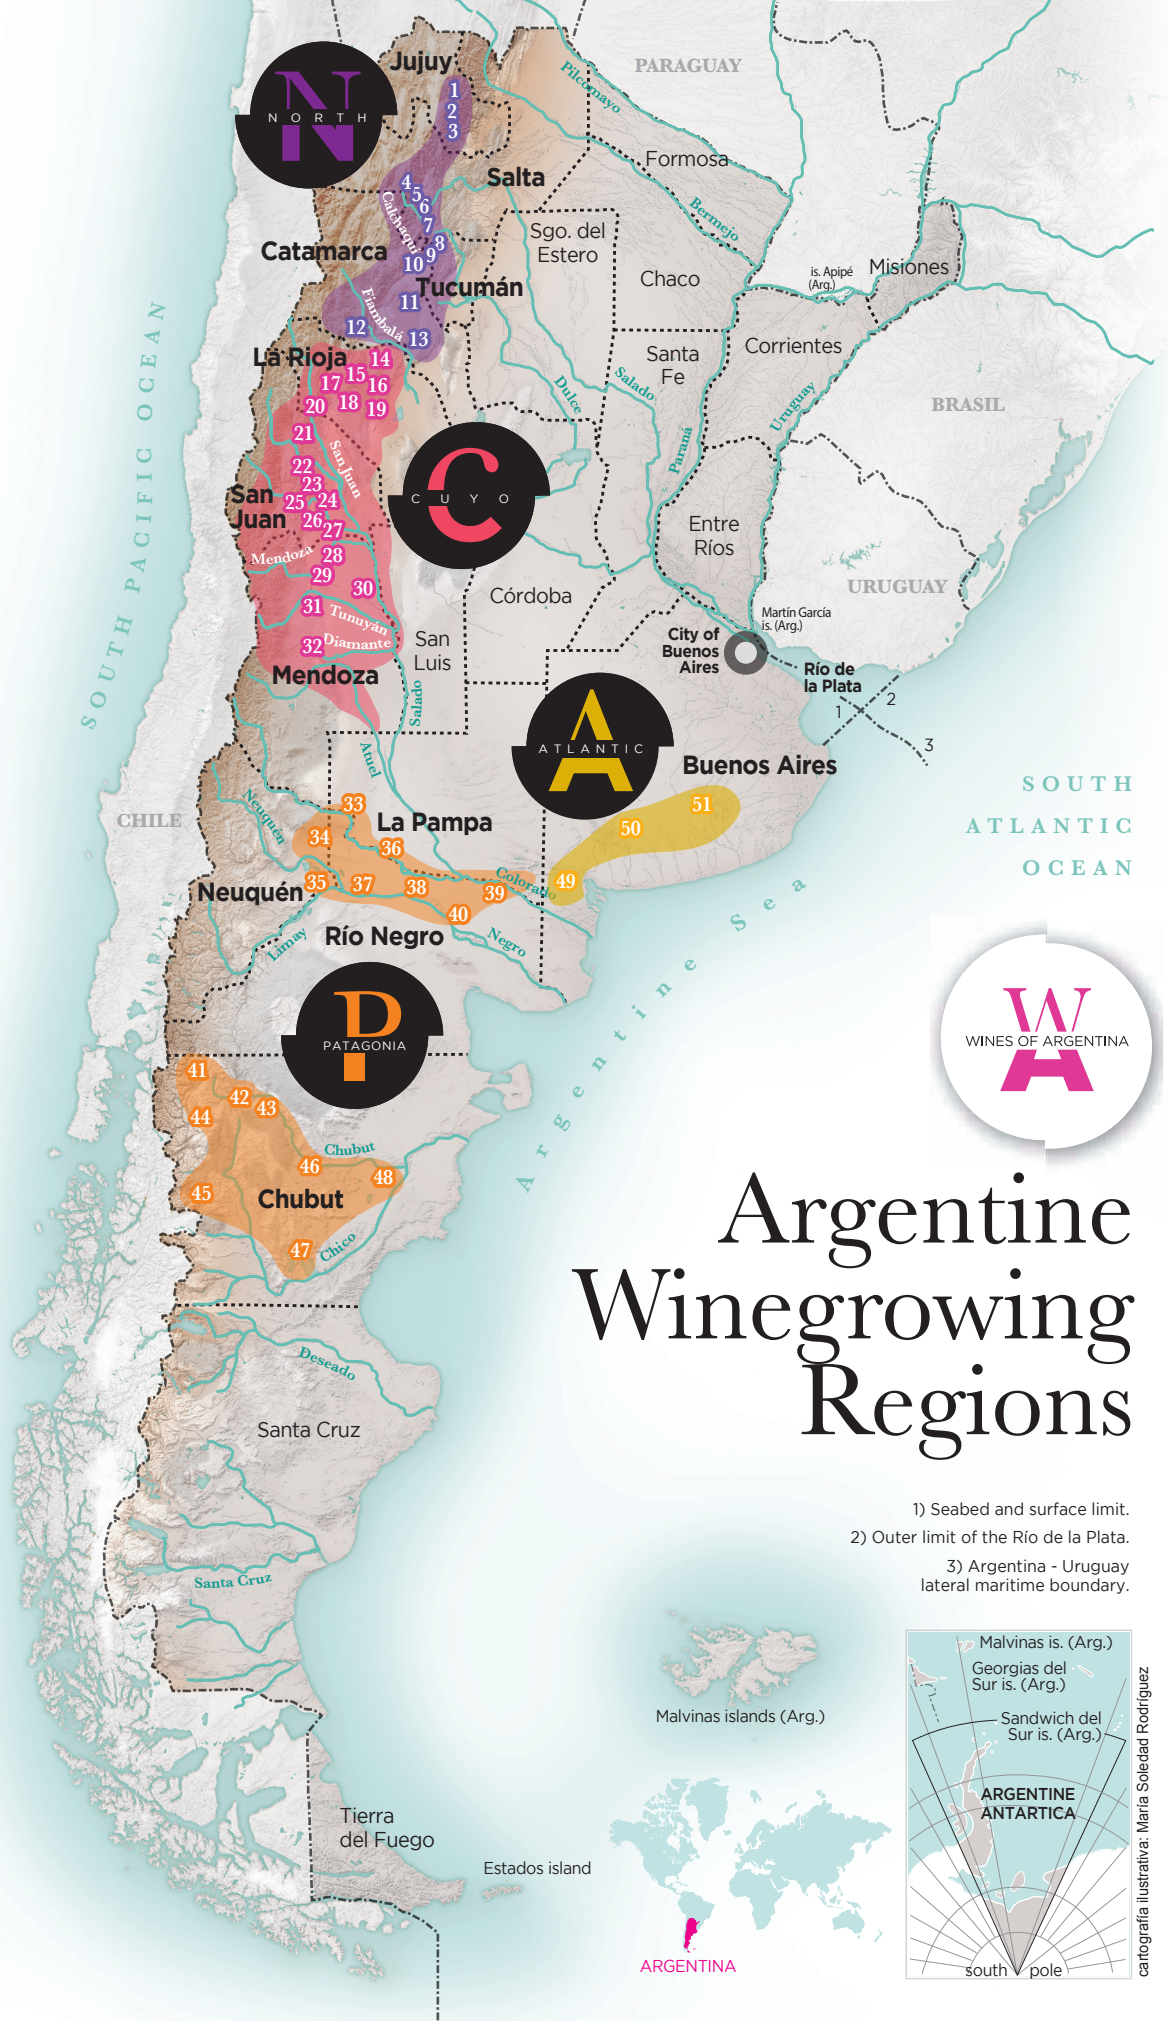 Jujuy
PARAGUAY
Pilcomayo
N
NORTH
1
2
3
Formosa
Salta
4
5
6
7
8
9
10
Calchaquí
Bermejo
Sgo. del
Estero
Catamarca
Chaco
is. Apipé
(Arg.)
Misiones
Tucumán
11
Fiambalá
12
13
Corrientes
La Rioja
14
15
16
17
18
19
20
Santa
Fe
Salado
Dulce
Uruguay
BRASIL
21
San Juan
Paraná
C
CUYO
22
23
24
25
San
Juan
26
27
Entre
Ríos
Mendoza
28
29
30
URUGUAY
Córdoba
31
Tunuyán
32
Diamante
San
Luis
Martín García
is. (Arg.)
City of
Buenos
Aires
Mendoza
Río de
la Plata
1
2
3
Salado
Atuel
A
ATLANTIC
Buenos Aires
SOUTH PACIFIC OCEAN
SOUTH
ATLANTIC
OCEAN
CHILE
Neuquén
33
La Pampa
34
36
51
50
49
Neuquén
35
37
38
39
Colorado
40
Río Negro
Limay
Negro
Argentine Sea
P
PATAGONIA
WA
WINES OF ARGENTINA
41
42
43
44
Chubut
46
48
45
Chubut
47
Chico
Argentine
Winegrowing
Regions
Deseado
Santa Cruz
1) Seabed and surface limit.
2) Outer limit of the Río de la Plata.
3) Argentina - Uruguay
lateral maritime boundary.
Santa Cruz
Malvinas islands (Arg.)
Malvinas is. (Arg.)
Georgias del
Sur is. (Arg.)
Sandwich del
Sur is. (Arg.)
ARGENTINE
ANTARTICA
south pole
Tierra
del Fuego
Estados island
ARGENTINA
cartografía ilustrativa: María Soledad Rodríguez